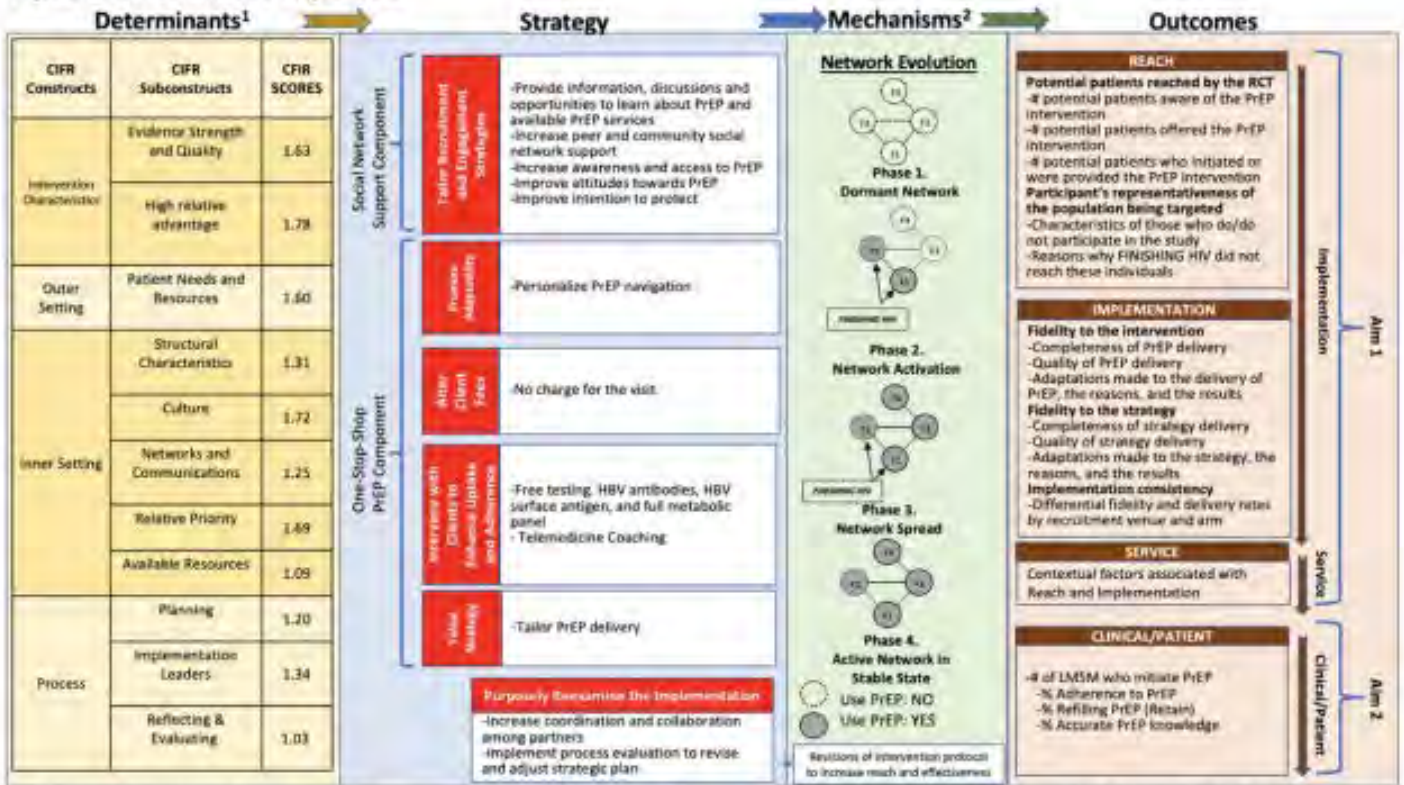 Determinants¹
Strategy
Mechanisms²
Outcomes
CIFR
Constructs
CIFR
Subconstructs
CFIR
SCORES
Intervention
Characteristics
Evidence Strength
and Quality
1.63
High relative
advantage
1.78
Outer
Setting
Patient Needs and
Resources
1.60
Inner Setting
Structural
Characteristics
1.31
Culture
1.72
Networks and
Communications
1.25
Relative Priority
1.69
Available Resources
1.09
Process
Planning
1.20
Implementation
Leaders
1.34
Reflecting &
Evaluating
1.03
Social Network
Support Component
Tailor Recruitment
and Engagement
Strategies
-Provide information, discussions and
opportunities to learn about PrEP and
available PrEP services
-Increase peer and community social
network support
-Increase awareness and access to PrEP
-Improve attitudes towards PrEP
-Improve intention to protect
One-Stop-Shop
PrEP Component
Promote
Adaptability
-Personalize PrEP navigation
Alter
Client
Fees
-No charge for the visit
Intervene with
Clients to
Enhance Uptake
and Adherence
-Free testing, HBV antibodies, HBV
surface antigen, and full metabolic
panel
- Telemedicine Coaching
Tailor
Strategy
-Tailor PrEP delivery
Purposely Reexamine the Implementation
-Increase coordination and collaboration
among partners
-Implement process evaluation to revise
and adjust strategic plan
Network Evolution
Phase 1.
Dormant Network
FINISHING HIV
Phase 2.
Network Activation
FINISHING HIV
Phase 3.
Network Spread
Phase 4.
Active Network in
Stable State
Use PrEP: NO
Use PrEP: YES
Revisions of intervention protocol
to increase reach and effectiveness
REACH
Potential patients reached by the RCT
-# potential patients aware of the PrEP
intervention
-# potential patients offered the PrEP
intervention
-# potential patients who initiated or
were provided the PrEP intervention
Participant's representativeness of
the population being targeted
-Characteristics of those who do/do
not participate in the study
-Reasons why FINISHING HIV did not
reach these individuals
IMPLEMENTATION
Fidelity to the intervention
-Completeness of PrEP delivery
-Quality of PrEP delivery
-Adaptations made to the delivery of
PrEP, the reasons, and the results
Fidelity to the strategy
-Completeness of strategy delivery
-Quality of strategy delivery
-Adaptations made to the strategy, the
reasons, and the results
Implementation consistency
-Differential fidelity and delivery rates
by recruitment venue and arm
SERVICE
Contextual factors associated with
Reach and Implementation
CLINICAL/PATIENT
-# of LMSM who initiate PrEP
-% Adherence to PrEP
-% Refilling PrEP (Retain)
-% Accurate PrEP knowledge
Implementation
Service
Clinical/Patient
Aim 1
Aim 2